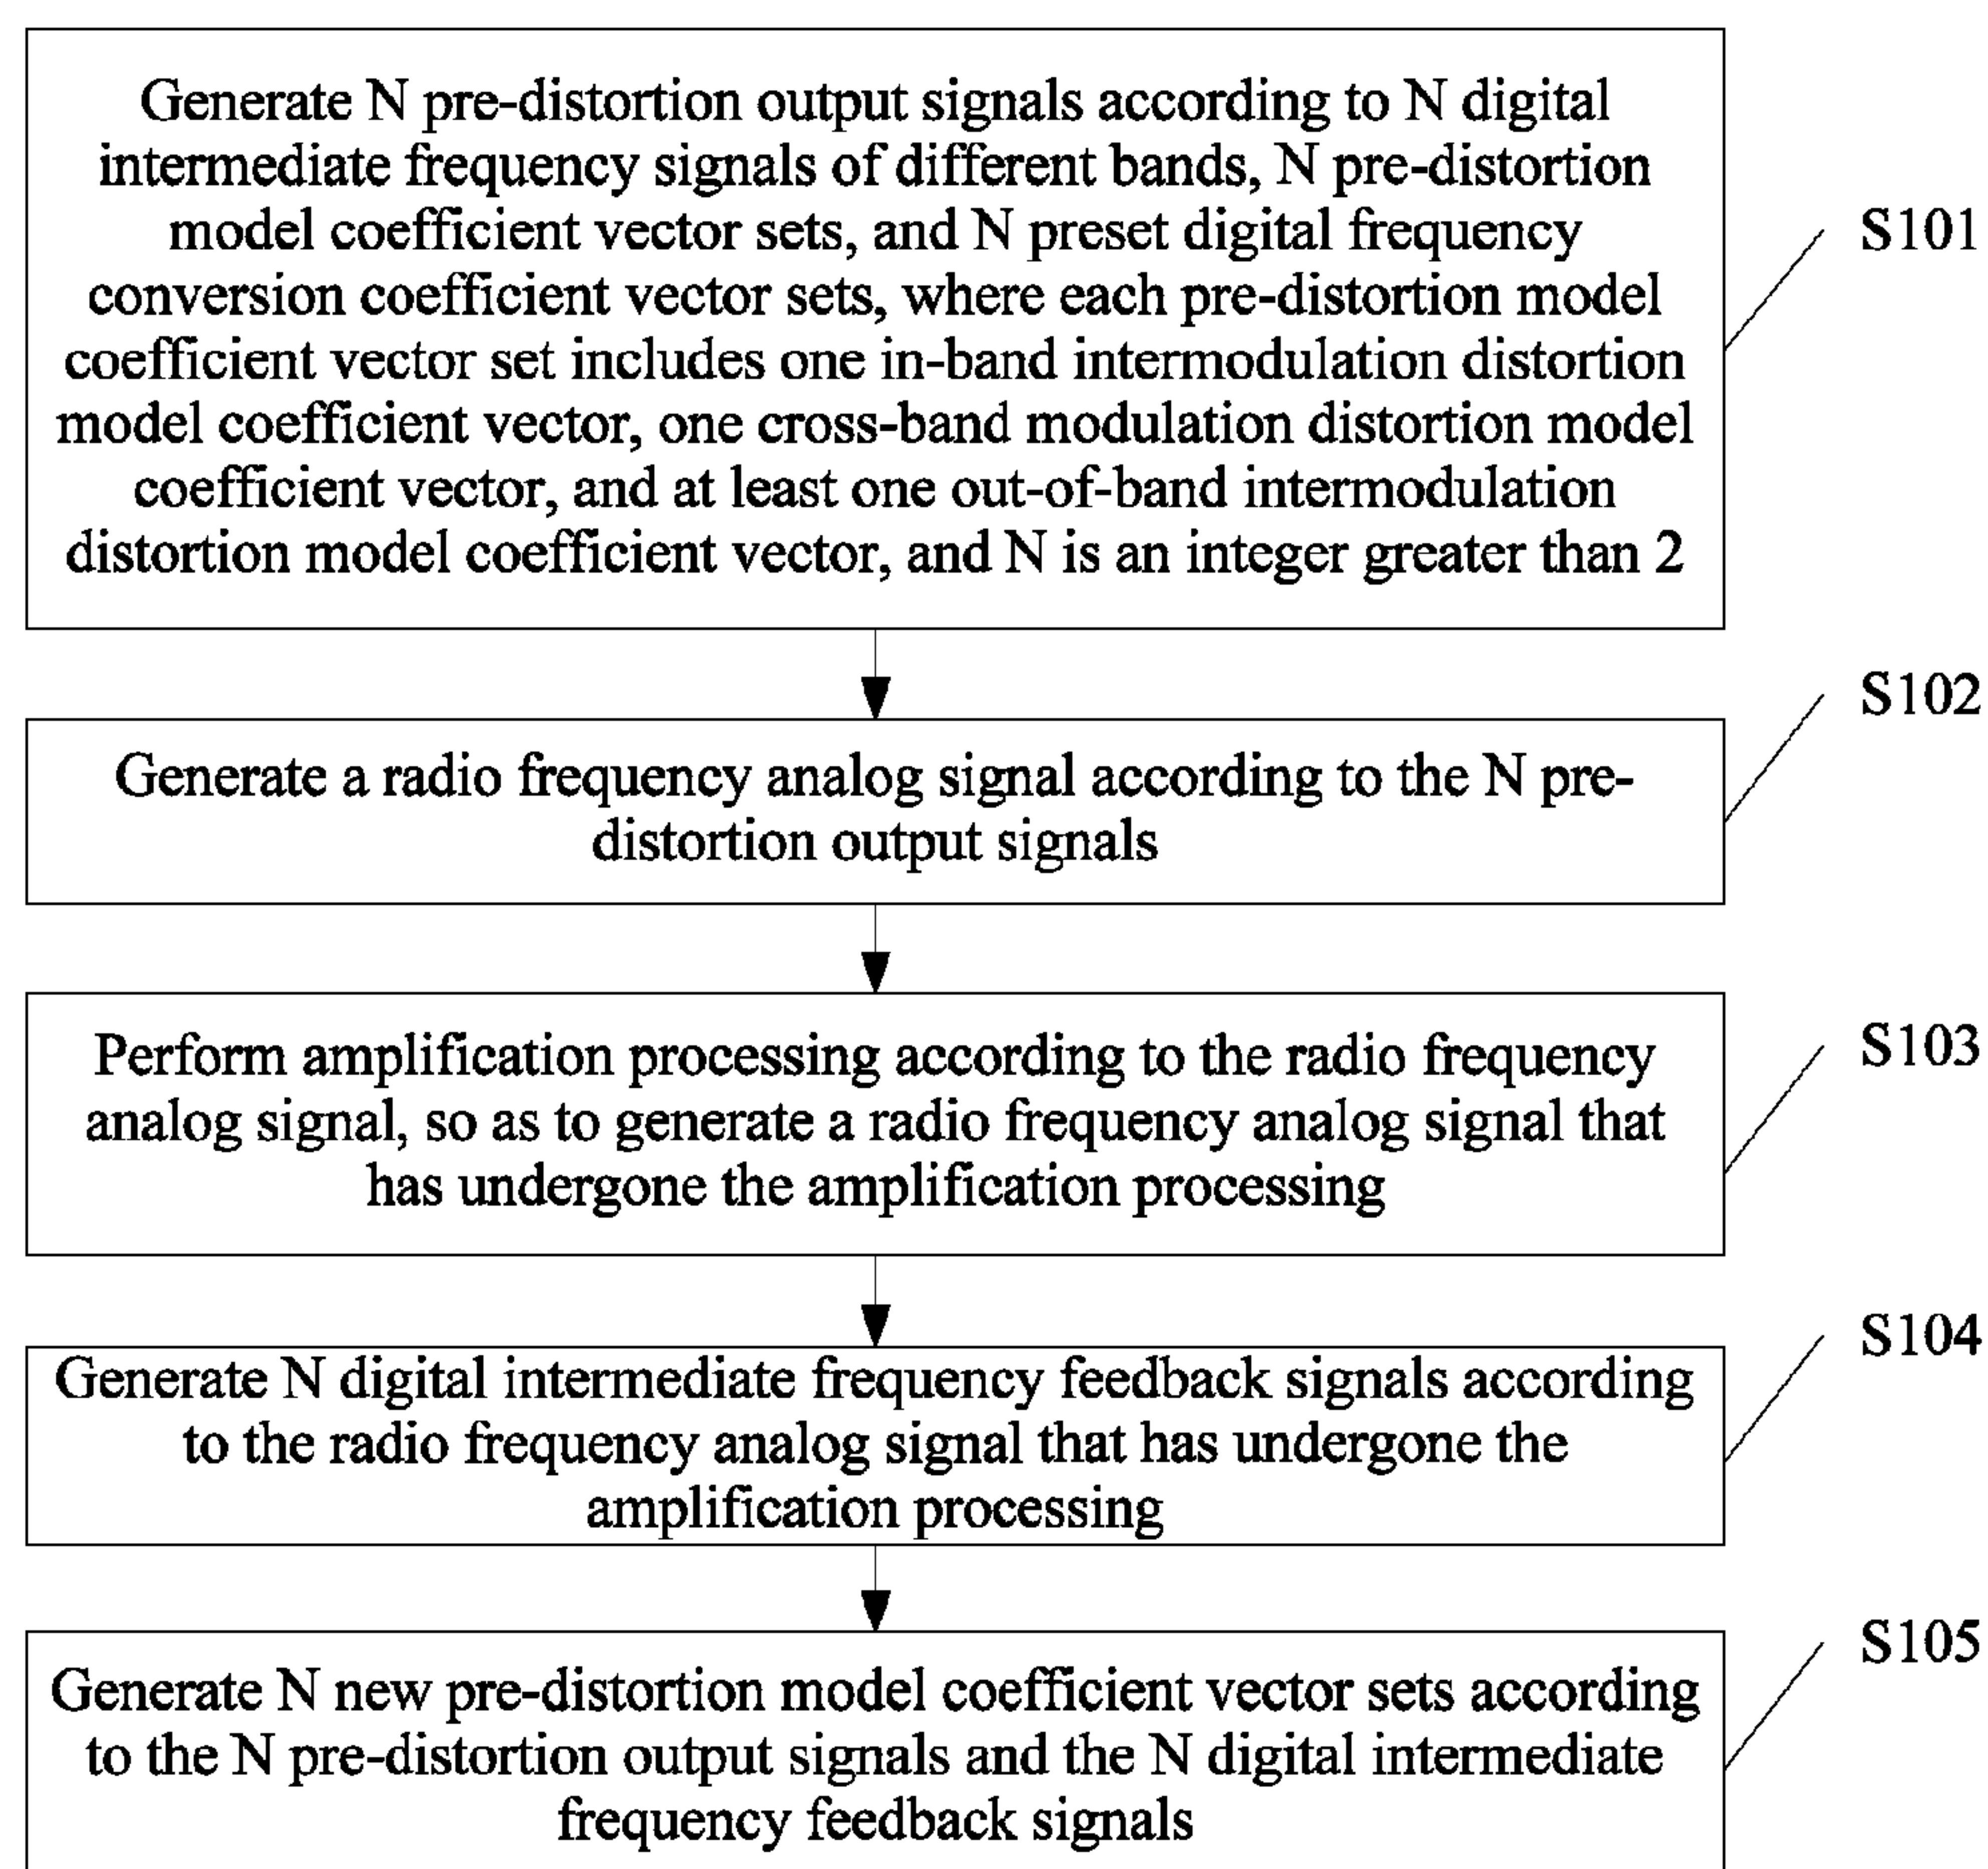 Generate N pre-distortion output signals according to N digital
intermediate frequency signals of different bands, N pre-distortion
model coefficient vector sets, and N preset digital frequency
conversion coefficient vector sets, where each pre-distortion model
coefficient vector set includes one in-band intermodulation distortion
model coefficient vector, one cross-band modulation distortion model
coefficient vector, and at least one out-of-band intermodulation
distortion model coefficient vector, and N is an integer greater than 2
S101
S102
Generate a radio frequency analog signal according to the N pre-
distortion output signals
S103
Perform amplification processing according to the radio frequency
analog signal, so as to generate a radio frequency analog signal that
has undergone the amplification processing
S104
Generate N digital intermediate frequency feedback signals according
to the radio frequency analog signal that has undergone the
amplification processing
S105
Generate N new pre-distortion model coefficient vector sets according
to the N pre-distortion output signals and the N digital intermediate
frequency feedback signals